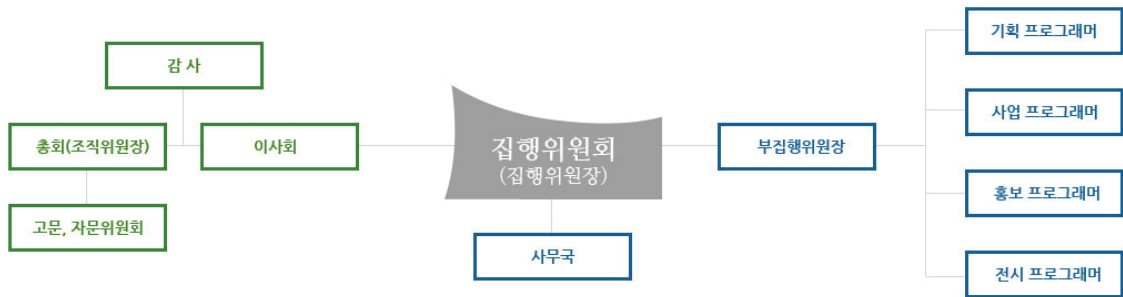 감 사
총회(조직위원장)
이사회
고문, 자문위원회
집행위원회
(집행위원장)
사무국
부집행위원장
기획 프로그래머
사업 프로그래머
홍보 프로그래머
전시 프로그래머